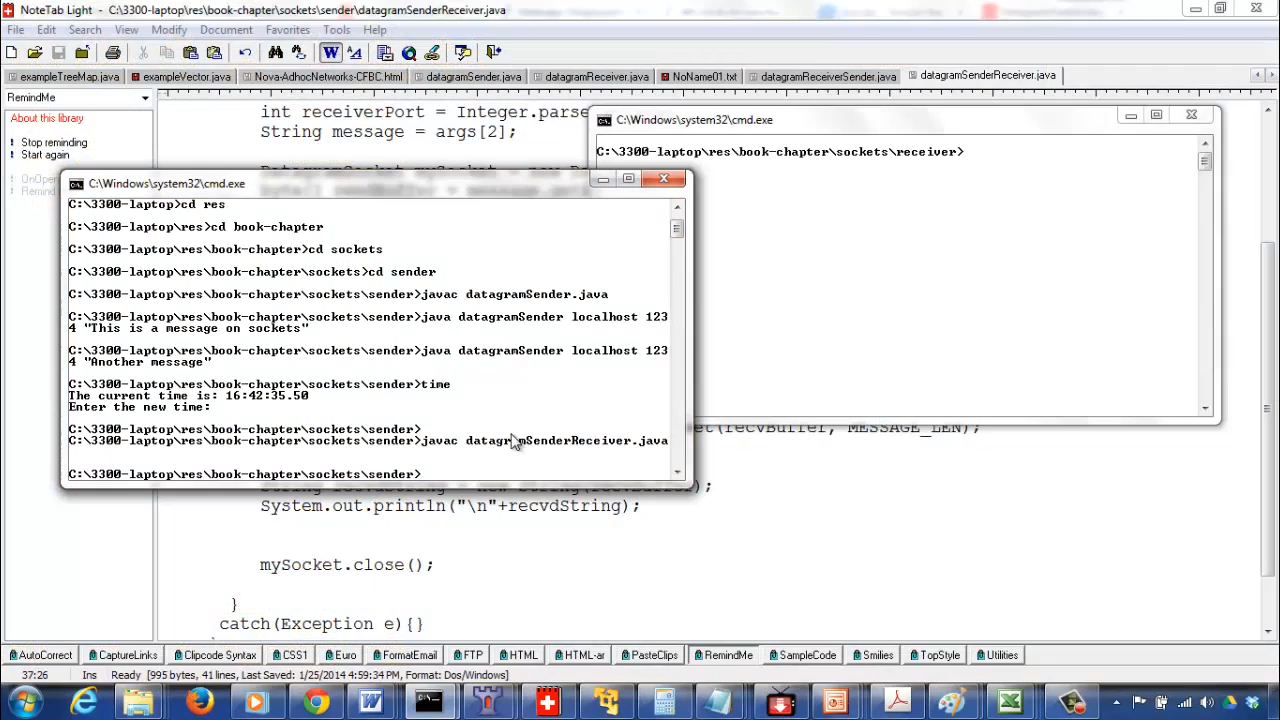 NoteTab Light - C:\3300-laptop\res\book-chapter\sockets\sender\datagramSenderReceiver.java
File Edit Search View Modify Document Favorites Tools Help
exampleTreeMap.java exampleVector.java Nova-AdhocNetworks-CFBC.html datagramSender.java datagramReceiver.java NoName01.txt datagramReceiverSender.java datagramSenderReceiver.java
RemindMe
About this library
! Stop reminding
! Start again
int receiverPort = Integer.parse
String message = args[2];
C:\Windows\system32\cmd.exe
C:\3300-laptop\res\book-chapter\sockets\receiver>
C:\Windows\system32\cmd.exe
C:\3300-laptop>cd res
C:\3300-laptop\res>cd book-chapter
C:\3300-laptop\res\book-chapter>cd sockets
C:\3300-laptop\res\book-chapter\sockets>cd sender
C:\3300-laptop\res\book-chapter\sockets\sender>javac datagramSender.java
C:\3300-laptop\res\book-chapter\sockets\sender>java datagramSender localhost 123
4 "This is a message on sockets"
C:\3300-laptop\res\book-chapter\sockets\sender>java datagramSender localhost 123
4 "Another message"
C:\3300-laptop\res\book-chapter\sockets\sender>time
The current time is: 16:42:35.50
Enter the new time:
C:\3300-laptop\res\book-chapter\sockets\sender>
C:\3300-laptop\res\book-chapter\sockets\sender>javac datagramSenderReceiver.java
C:\3300-laptop\res\book-chapter\sockets\sender>
et(recvBuffer, MESSAGE_LEN);
System.out.println("\n"+recvdString);
mySocket.close();
}
catch(Exception e){}
AutoCorrect CaptureLinks Clipcode Syntax CSS1 Euro FormatEmail FTP HTML HTML-ar PasteClips RemindMe SampleCode Smilies TopStyle Utilities
37:26 Ins Ready [995 bytes, 41 lines, Last Saved: 1/25/2014 4:59:34 PM, Format: Dos/Windows]